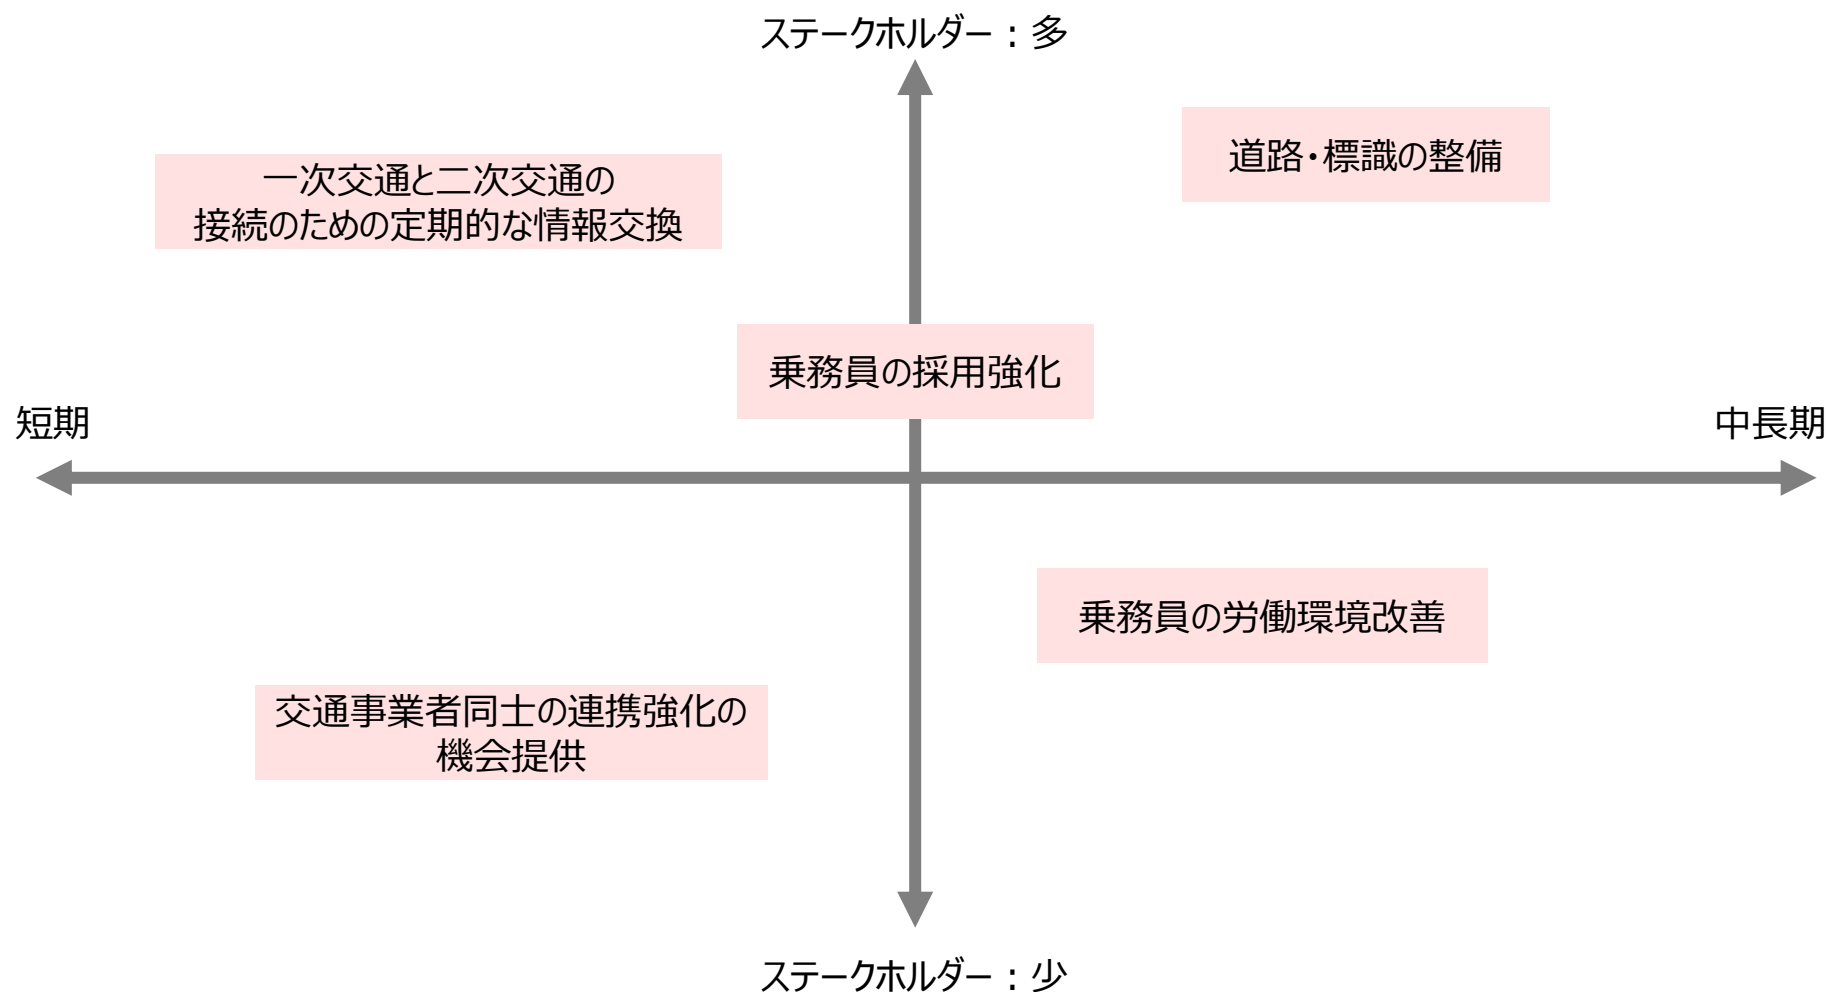 ステークホルダー：多
道路・標識の整備
一次交通と二次交通の
接続のための定期的な情報交換
乗務員の採用強化
短期
中長期
乗務員の労働環境改善
交通事業者同士の連携強化の
機会提供
ステークホルダー：少